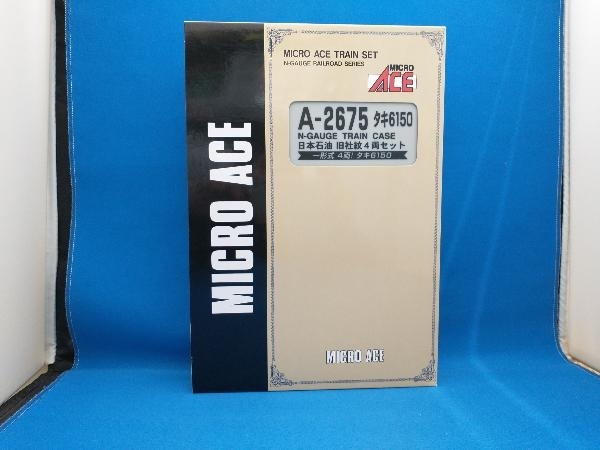 MICRO ACE
MICRO ACE TRAIN SET
N-GAUGE RAILROAD SERIES
MICRO
ACE
A-2675 タキ6150
N-GAUGE TRAIN CASE
日本石油 旧社紋4両セット
一形式 4両! タキ6150
MICRO ACE